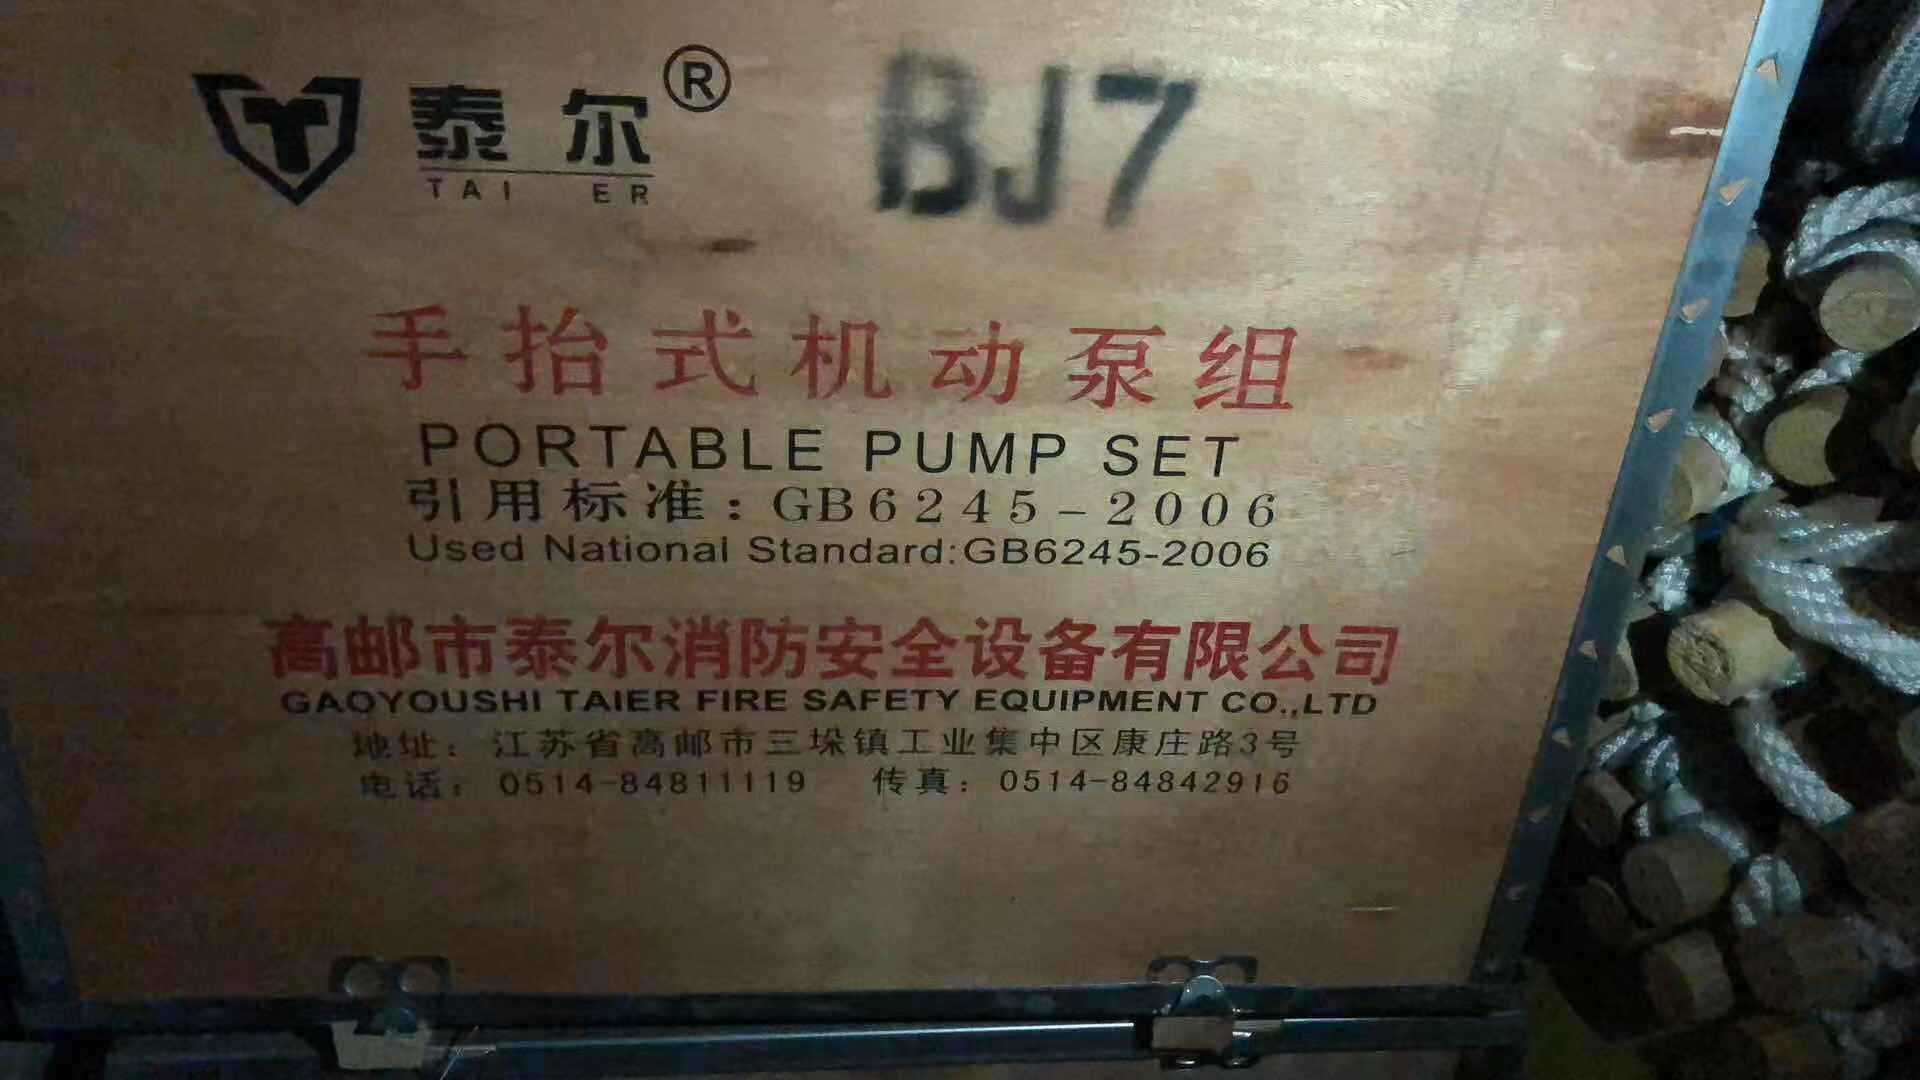 泰尔®
TAI ER
BJ7
手抬式机动泵组
PORTABLE PUMP SET
引用标准：GB6245-2006
Used National Standard:GB6245-2006
高邮市泰尔消防安全设备有限公司
GAOYOUSHI TAIER FIRE SAFETY EQUIPMENT CO.,LTD
地址：江苏省高邮市三垛镇工业集中区康庄路3号
电话：0514-84811119 传真：0514-84842916